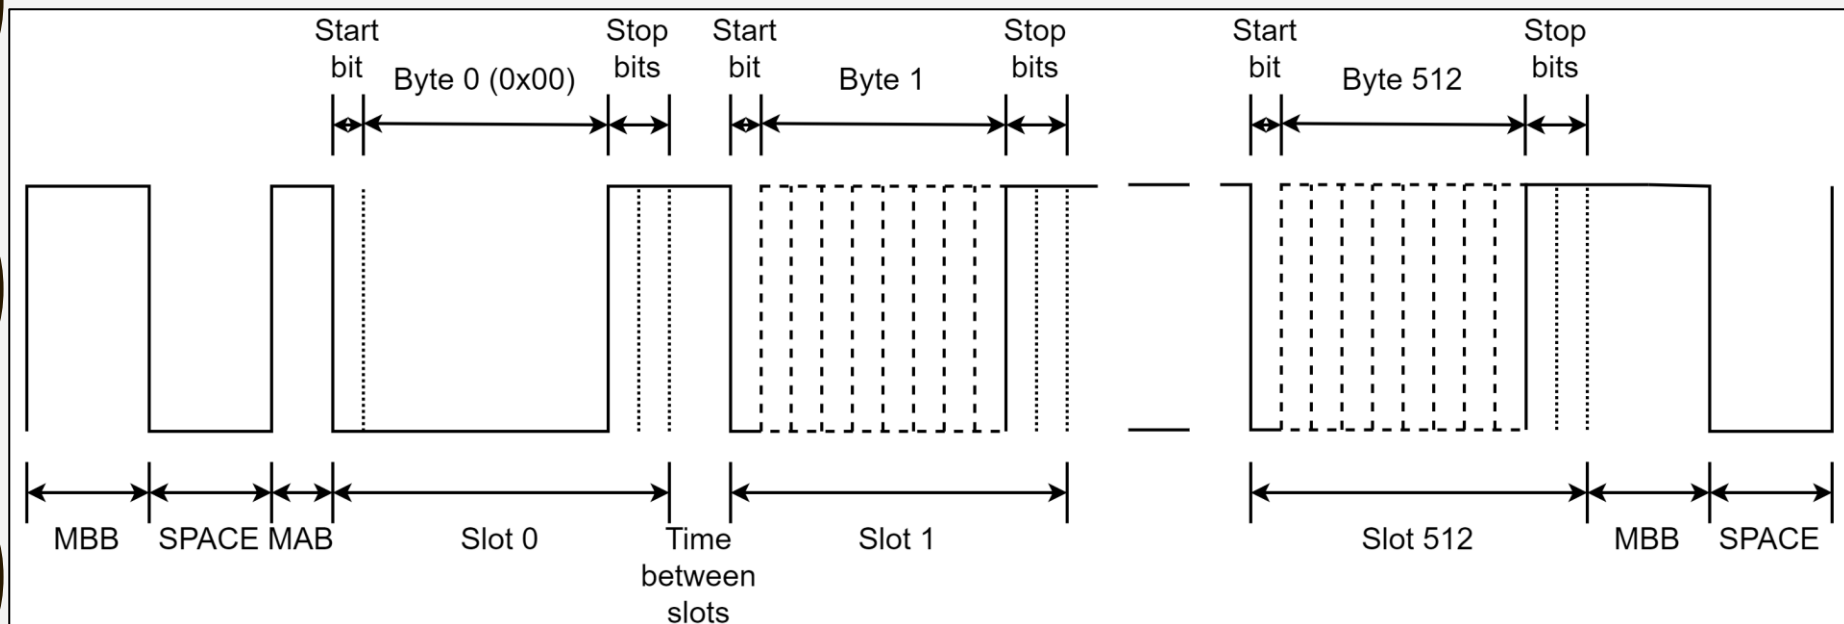 Start
bit
Byte 0 (0x00)
Stop
bits
Start
bit
Byte 1
Stop
bits
Start
bit
Byte 512
Stop
bits
MBB
SPACE
MAB
Slot 0
Time
between
slots
Slot 1
Slot 512
MBB
SPACE